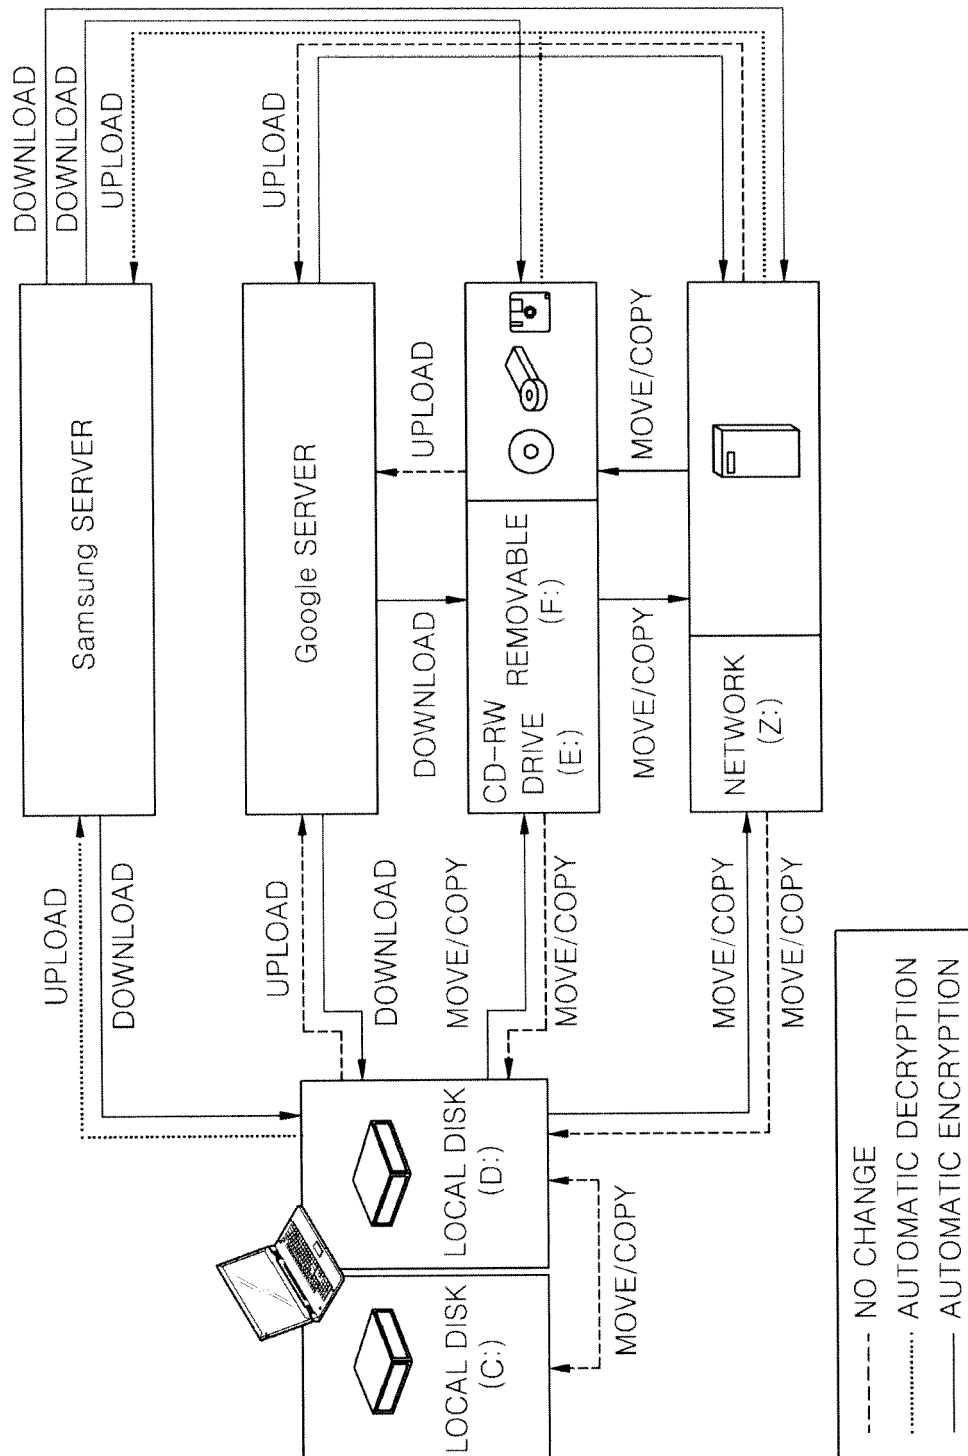 DOWNLOAD
DOWNLOAD
UPLOAD
UPLOAD
Samsung SERVER
UPLOAD
DOWNLOAD
Google SERVER
UPLOAD
DOWNLOAD
UPLOAD
DOWNLOAD
CD-RW
DRIVE
(E:)
REMOVABLE
(F:)
MOVE/COPY
MOVE/COPY
MOVE/COPY
MOVE/COPY
NETWORK
(Z:)
MOVE/COPY
MOVE/COPY
LOCAL DISK
(C:)
LOCAL DISK
(D:)
MOVE/COPY
NO CHANGE
AUTOMATIC DECRYPTION
AUTOMATIC ENCRYPTION